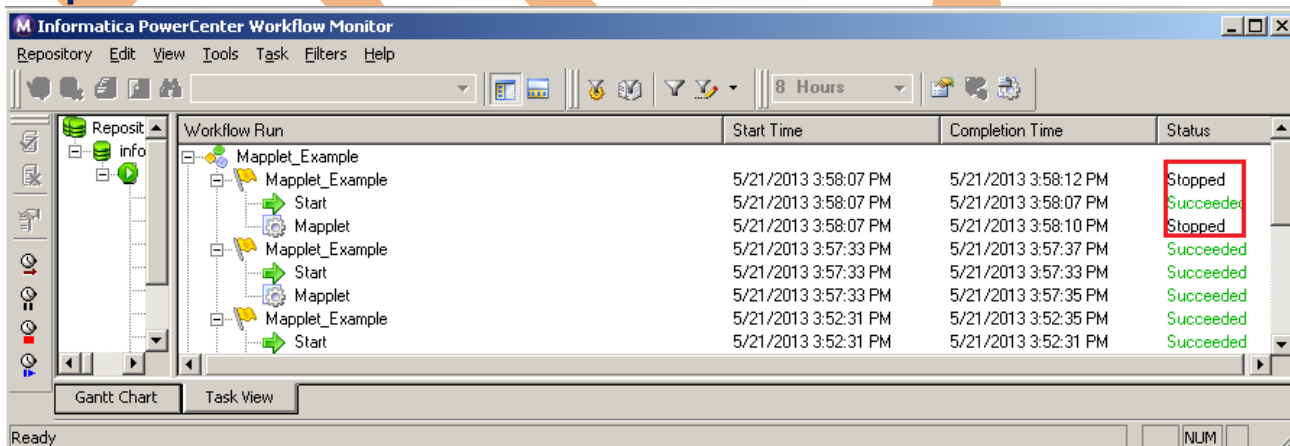 Informatica PowerCenter Workflow Monitor
Repository Edit View Tools Task Filters Help
8 Hours
Reposit
info
Workflow Run Start Time Completion Time Status
Mapplet_Example
Mapplet_Example 5/21/2013 3:58:07 PM 5/21/2013 3:58:12 PM Stopped
Start 5/21/2013 3:58:07 PM 5/21/2013 3:58:07 PM Succeeded
Mapplet 5/21/2013 3:58:07 PM 5/21/2013 3:58:10 PM Stopped
Mapplet_Example 5/21/2013 3:57:33 PM 5/21/2013 3:57:37 PM Succeeded
Start 5/21/2013 3:57:33 PM 5/21/2013 3:57:33 PM Succeeded
Mapplet 5/21/2013 3:57:33 PM 5/21/2013 3:57:35 PM Succeeded
Mapplet_Example 5/21/2013 3:52:31 PM 5/21/2013 3:52:35 PM Succeeded
Start 5/21/2013 3:52:31 PM 5/21/2013 3:52:31 PM Succeeded
Gantt Chart Task View
Ready NUM